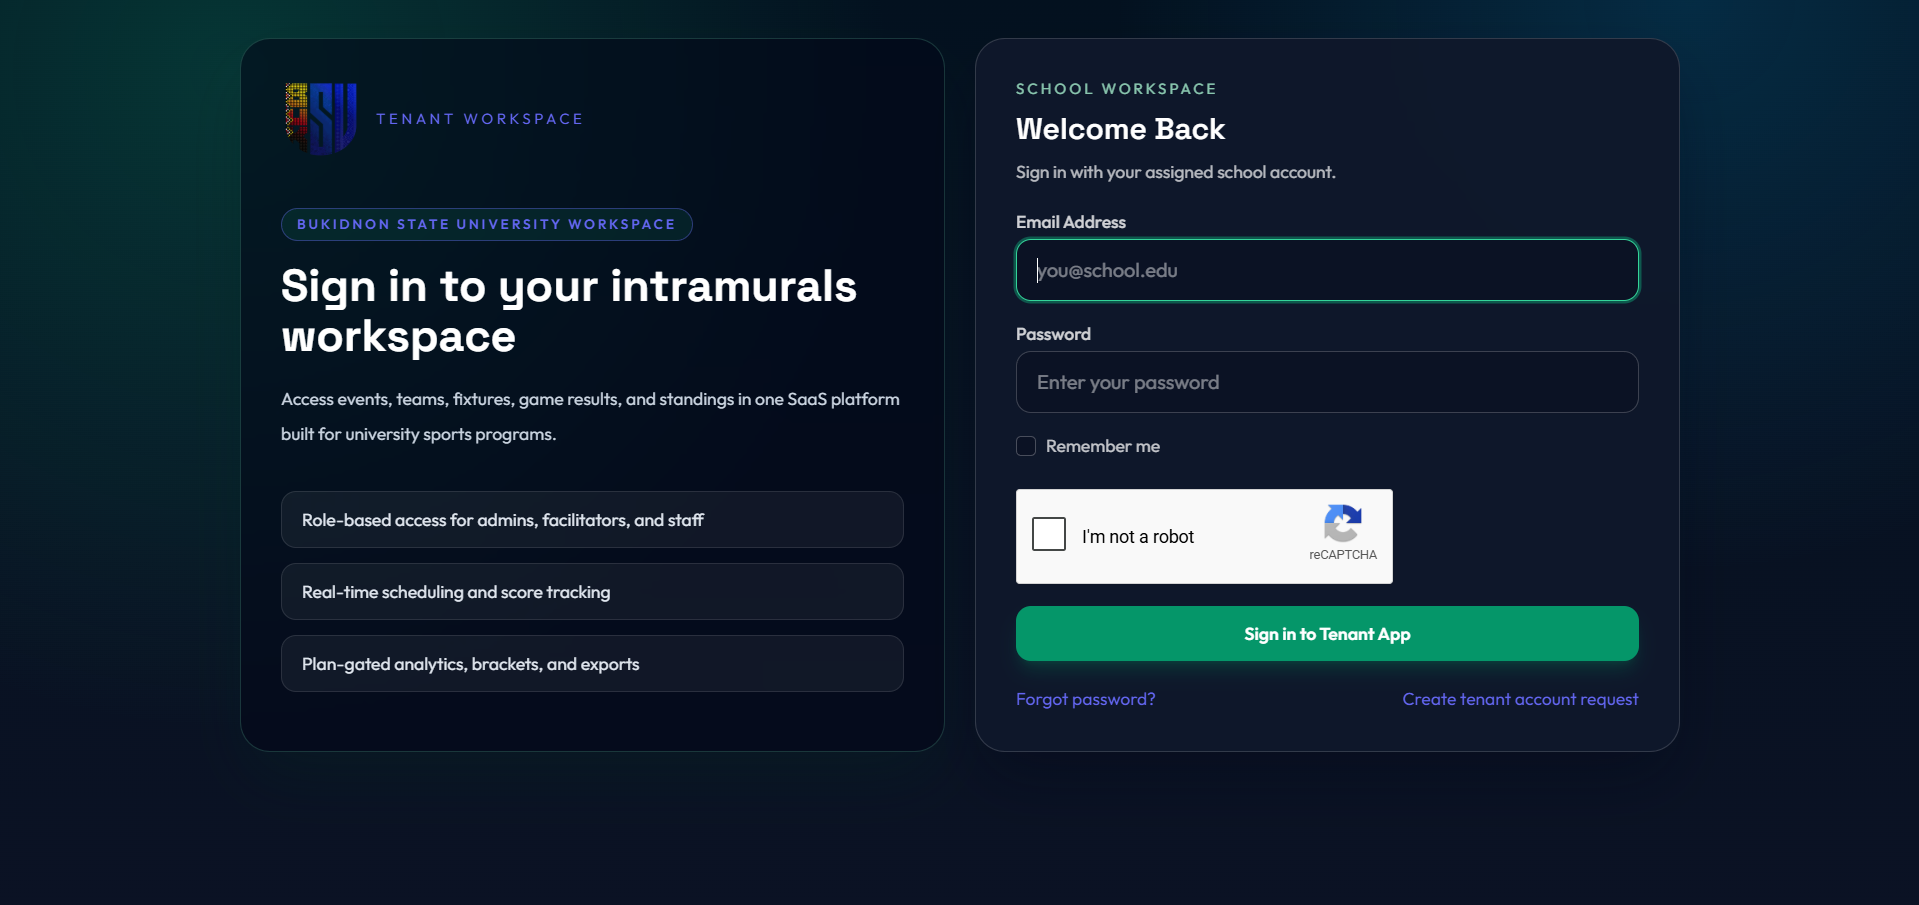 BSU
TENANT WORKSPACE
BUKIDNON STATE UNIVERSITY WORKSPACE
Sign in to your intramurals
workspace
Access events, teams, fixtures, game results, and standings in one SaaS platform
built for university sports programs.
Role-based access for admins, facilitators, and staff
Real-time scheduling and score tracking
Plan-gated analytics, brackets, and exports
SCHOOL WORKSPACE
Welcome Back
Sign in with your assigned school account.
Email Address
you@school.edu
Password
Enter your password
Remember me
I'm not a robot
reCAPTCHA
Sign in to Tenant App
Forgot password?
Create tenant account request